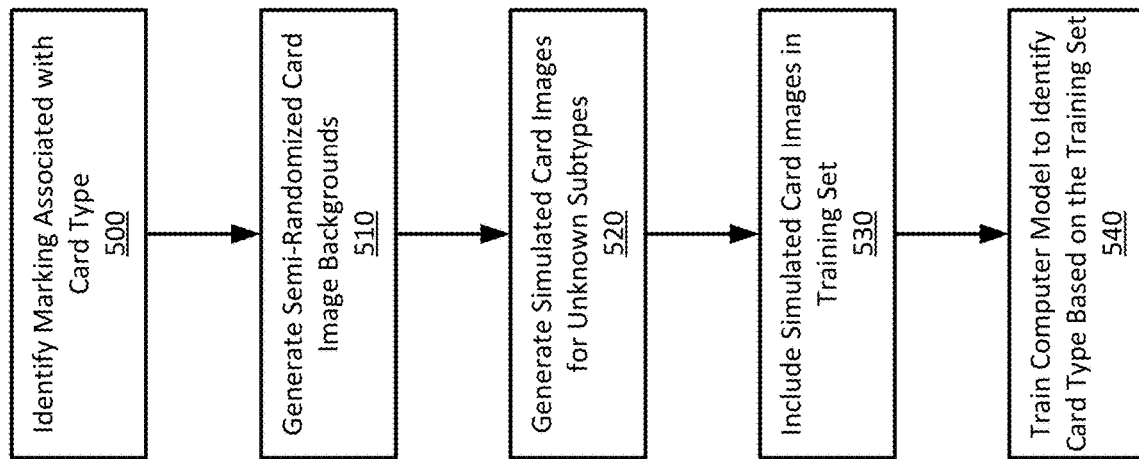 Identify Marking Associated with
Card Type
500
Generate Semi-Randomized Card
Image Backgrounds
510
Generate Simulated Card Images
for Unknown Subtypes
520
Include Simulated Card Images in
Training Set
530
Train Computer Model to Identify
Card Type Based on the Training Set
540